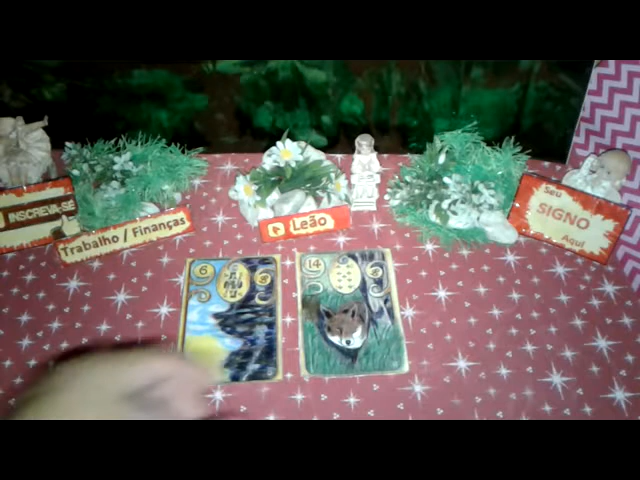 INSCREVA-SE
Trabalho / Finanças
Leão
Seu
SIGNO
Aqui
6
14